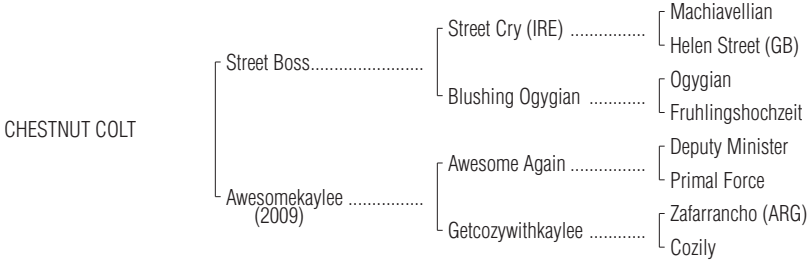 Machiavellian
Street Cry (IRE) ................
Helen Street (GB)
Street Boss........................
Ogygian
Blushing Ogygian ............
Fruhlingshochzeit
CHESTNUT COLT
Deputy Minister
Awesome Again ................
Primal Force
Awesomekaylee ................
(2009)
Zafarrancho (ARG)
Getcozywithkaylee ............
Cozily